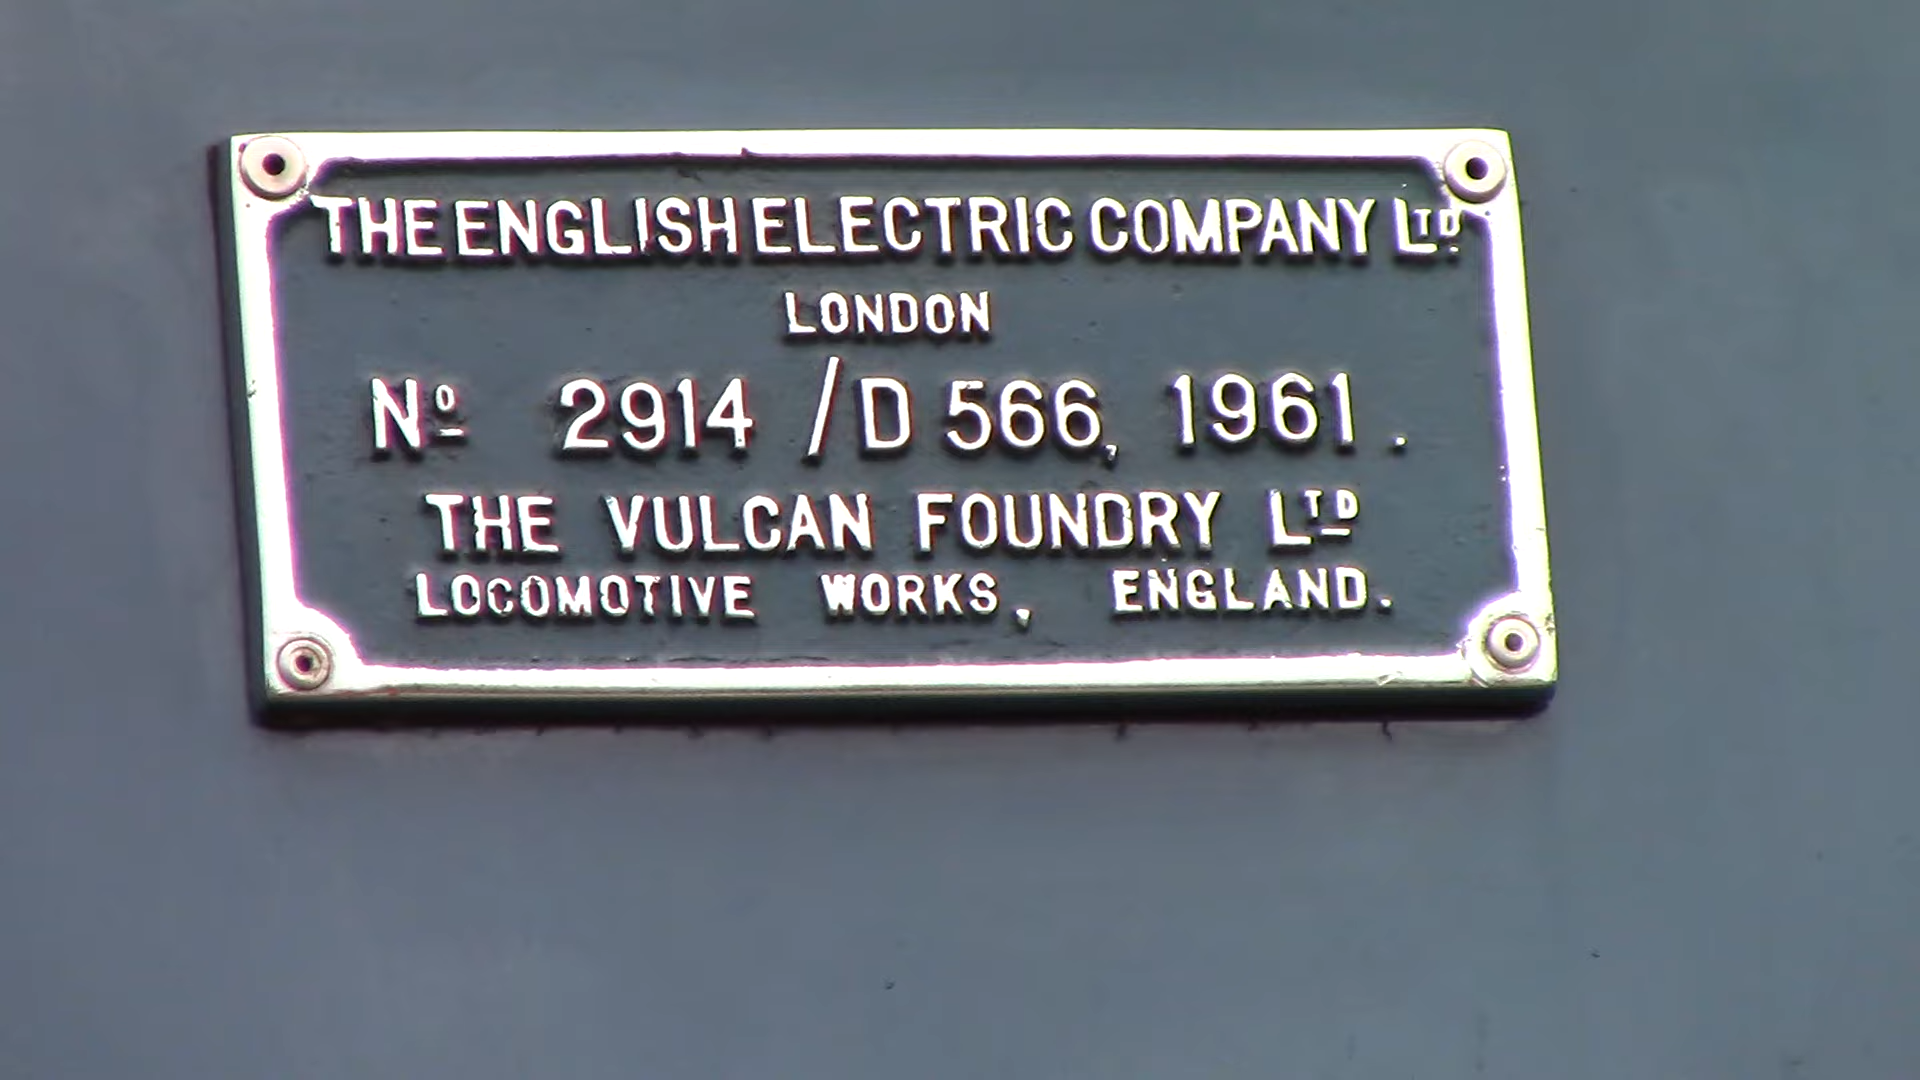 THE ENGLISH ELECTRIC COMPANY LTD.
LONDON
No 2914 / D 566, 1961.
THE VULCAN FOUNDRY LTD
LOCOMOTIVE WORKS, ENGLAND.